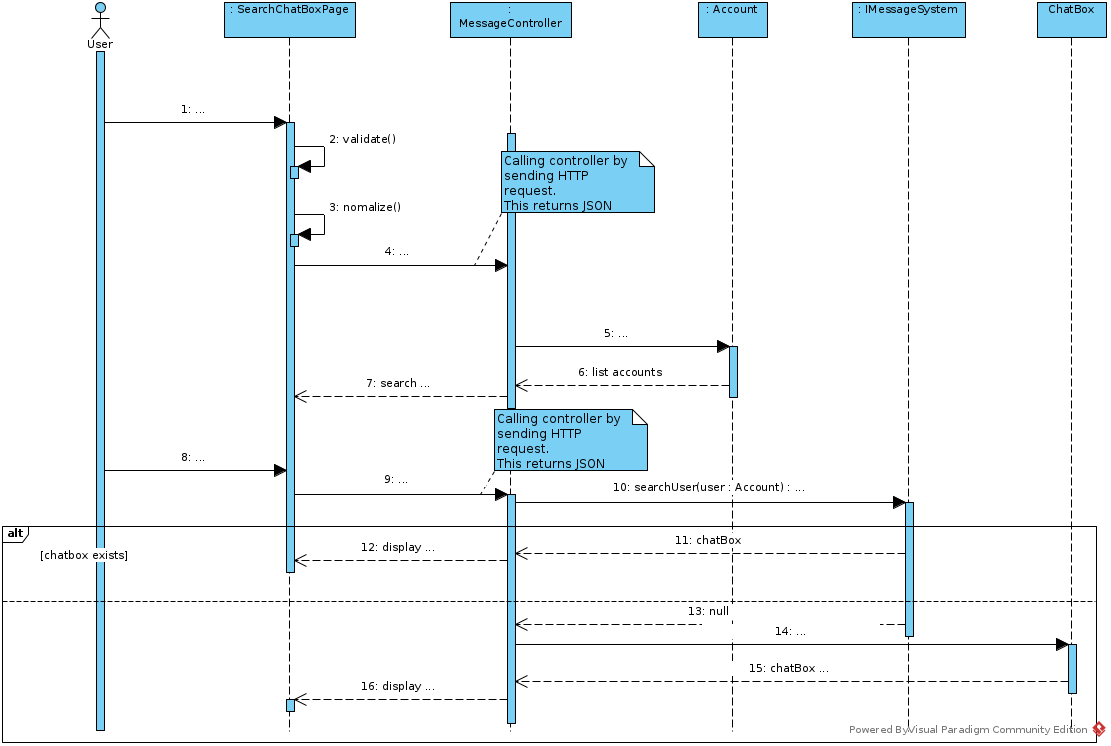 : SearchChatBoxPage
:
MessageController
: Account
: IMessageSystem
ChatBox
User
1: ...
2: validate()
Calling controller by
sending HTTP
request.
This returns JSON
3: nomalize()
4: ...
5: ...
6: list accounts
7: search ...
Calling controller by
sending HTTP
request.
This returns JSON
8: ...
9: ...
10: searchUser(user : Account) : ...
alt
[chatbox exists]
11: chatBox
12: display ...
13: null
14: ...
15: chatBox ...
16: display ...
Powered ByVisual Paradigm Community Edition